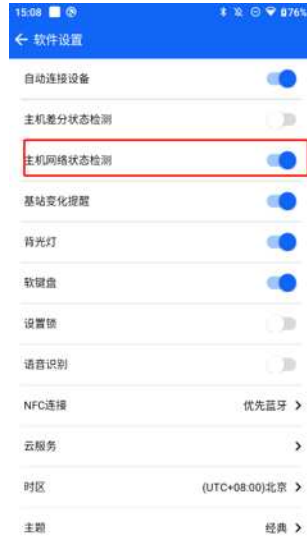 15:08 76%
← 软件设置
自动连接设备
主机差分状态检测
主机网络状态检测
基站变化提醒
背光灯
软键盘
设置锁
语音识别
NFC连接 优先蓝牙 >
云服务 >
时区 (UTC+08:00)北京 >
主题 经典 >